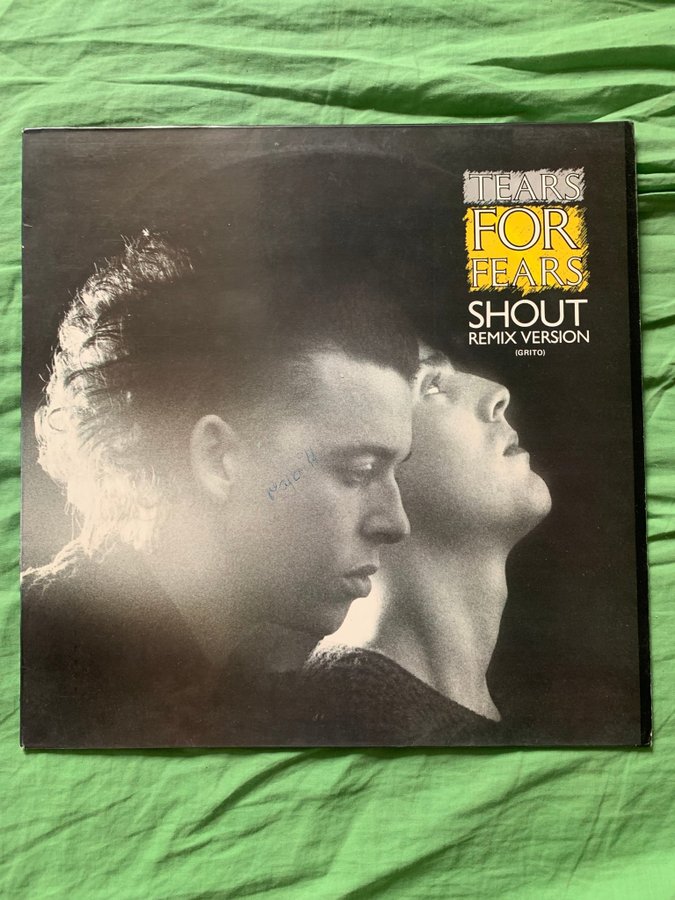 TEARS
FOR
FEARS
SHOUT
REMIX VERSION
(GRITO)